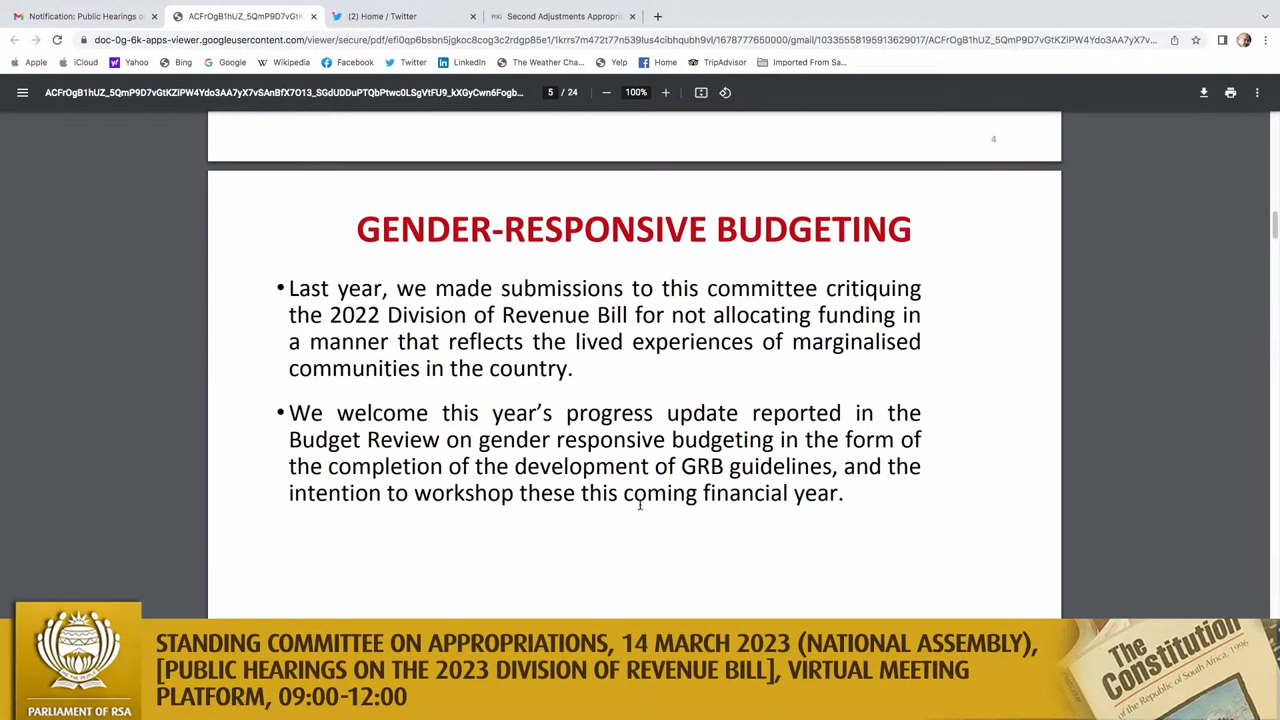 Notification: Public Hearings o
ACFrOgB1hUZ_5QmP9D7vGtK
(2) Home / Twitter
Second Adjustments Appropri
doc-0g-6k-apps-viewer.googleusercontent.com/viewer/secure/pdf/efi0qp6bsbn5jgkoc8cog3c2rdgp85e1/1krrs7m472t77n539lus4cibhqubh9vl/1678777650000/gmail/10335558195913629017/ACFrOgB1hUZ_5QmP9D7vGtKZiPW4Ydo3AA7yX7v...
Apple
iCloud
Yahoo
Bing
Google
Wikipedia
Facebook
Twitter
LinkedIn
The Weather Cha...
Yelp
Home
TripAdvisor
Imported From Sa...
ACFrOgB1hUZ_5QmP9D7vGtKZiPW4Ydo3AA7yX7vSAnBfX7O13_SGdUDDuPTQbPtwc0LSgVtFU9_kXGyCwn6Fogb...
5 / 24
100%
4
GENDER-RESPONSIVE BUDGETING
• Last year, we made submissions to this committee critiquing
the 2022 Division of Revenue Bill for not allocating funding in
a manner that reflects the lived experiences of marginalised
communities in the country.
• We welcome this year's progress update reported in the
Budget Review on gender responsive budgeting in the form of
the completion of the development of GRB guidelines, and the
intention to workshop these this coming financial year.
STANDING COMMITTEE ON APPROPRIATIONS, 14 MARCH 2023 (NATIONAL ASSEMBLY),
[PUBLIC HEARINGS ON THE 2023 DIVISION OF REVENUE BILL], VIRTUAL MEETING
PLATFORM, 09:00-12:00
PARLIAMENT OF RSA
The
Constitution
of the Republic of South Africa, 1996